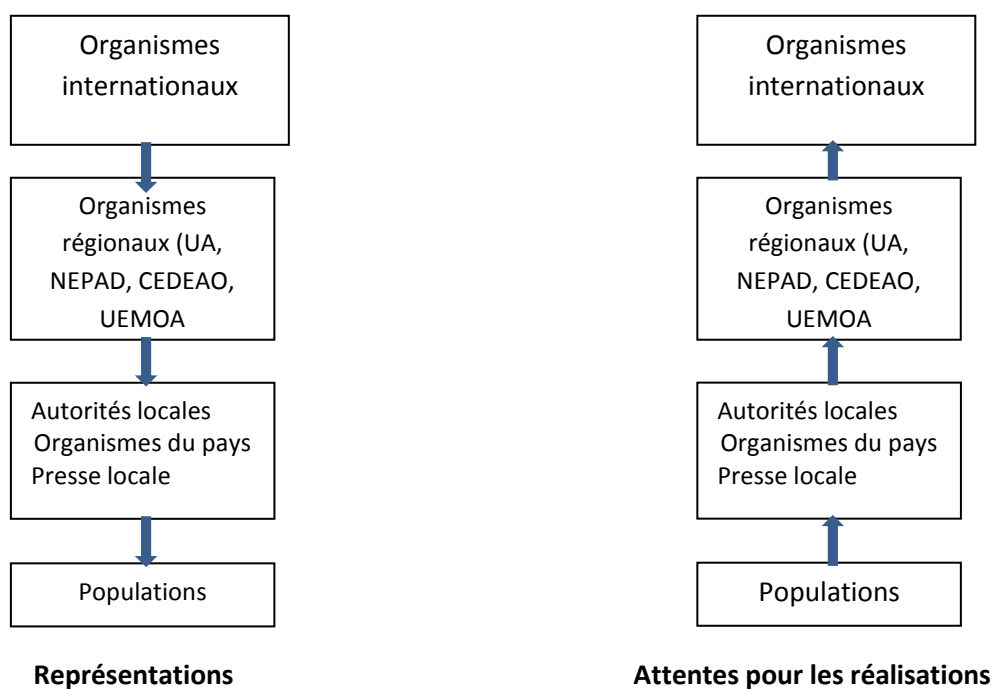 Organismes
internationaux
Organismes
régionaux (UA,
NEPAD, CEDEAO,
UEMOA
Autorités locales
Organismes du pays
Presse locale
Populations
Représentations
Organismes
internationaux
Organismes
régionaux (UA,
NEPAD, CEDEAO,
UEMOA
Autorités locales
Organismes du pays
Presse locale
Populations
Attentes pour les réalisations